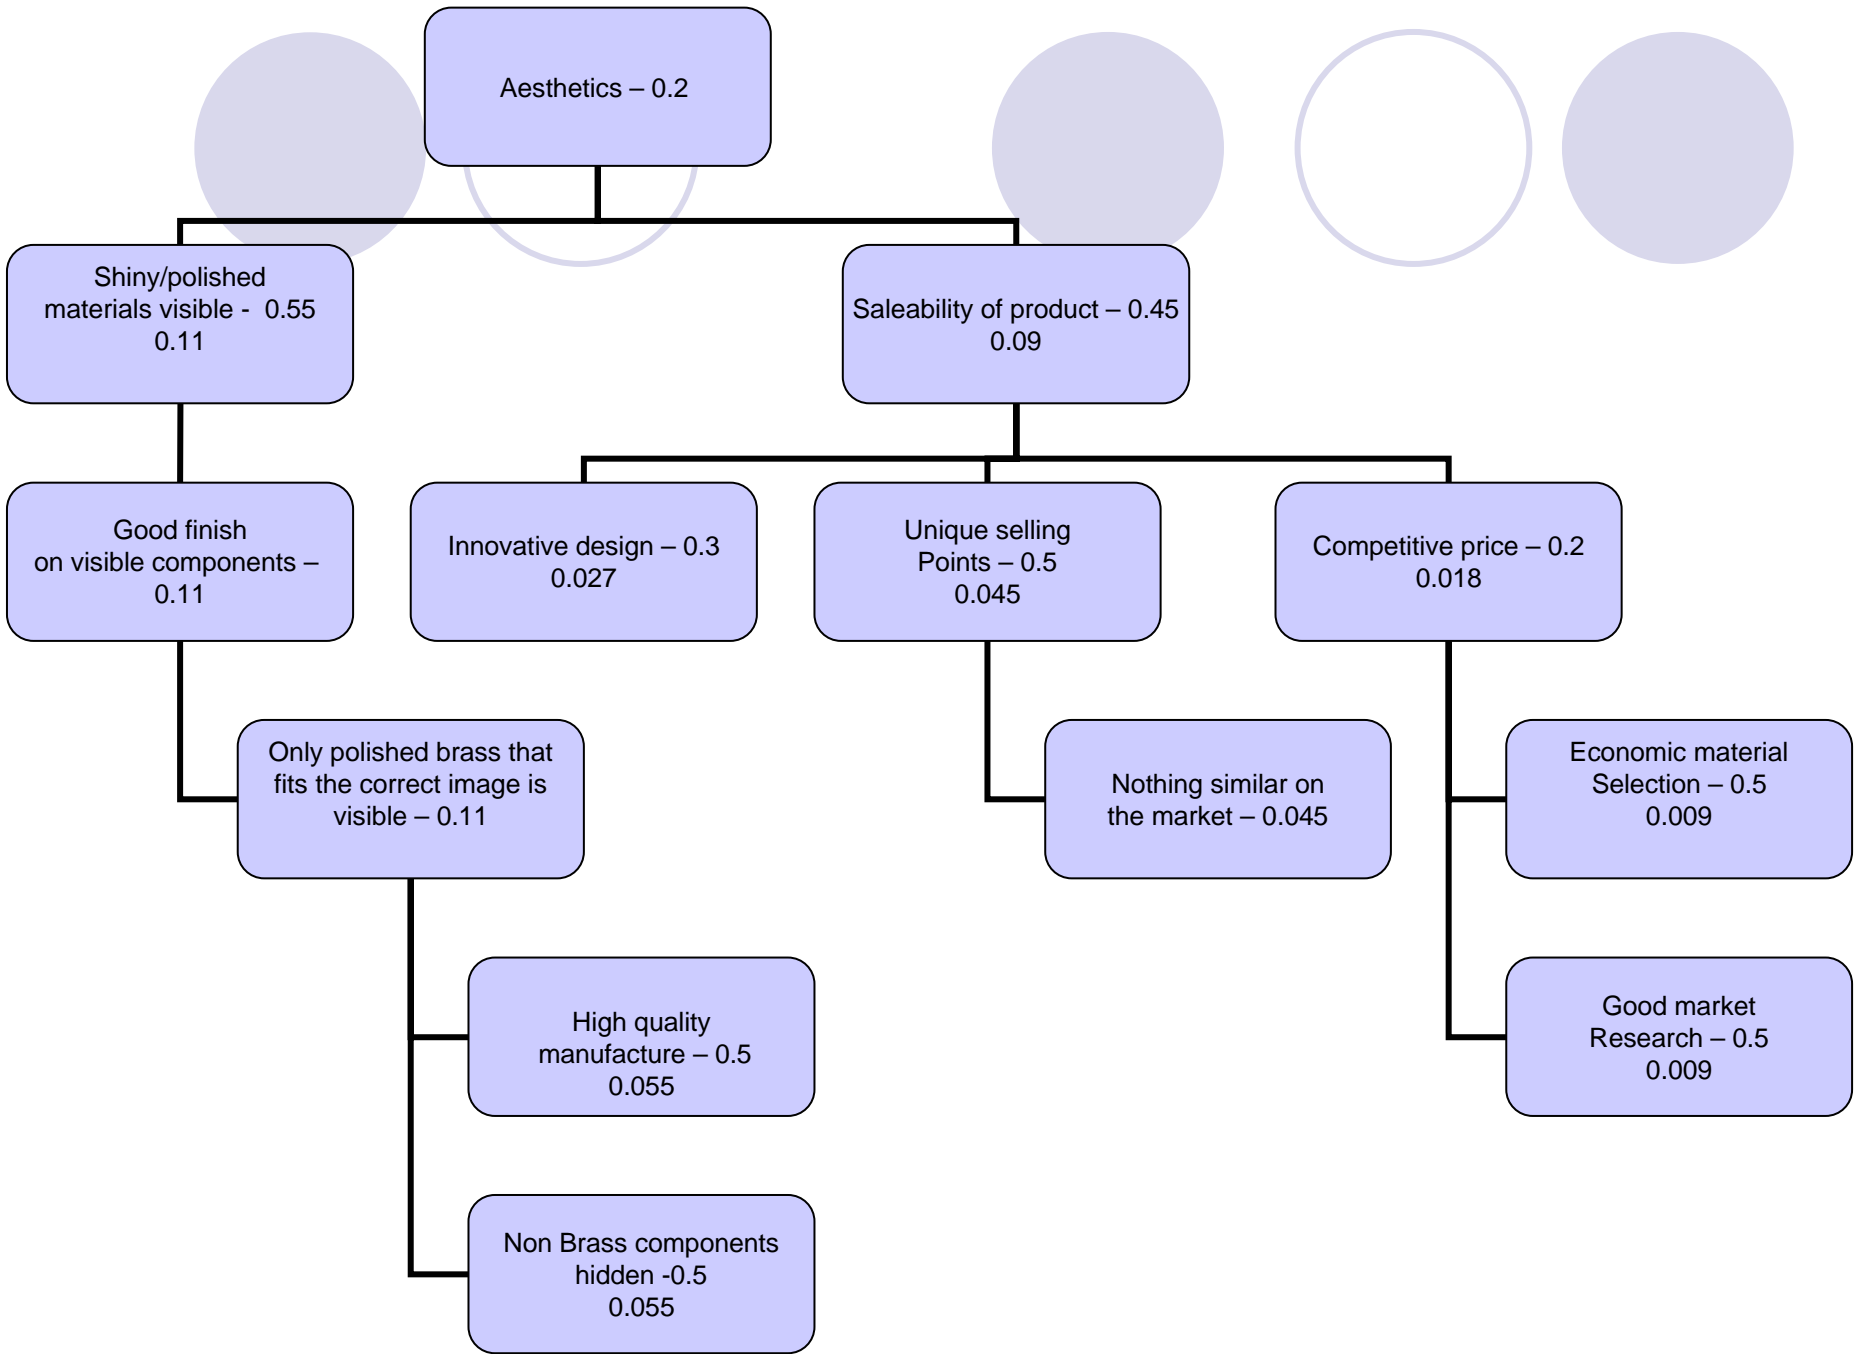 Aesthetics – 0.2
Shiny/polished
materials visible -  0.55
0.11
Saleability of product – 0.45
0.09
Good finish
on visible components –
0.11
Innovative design – 0.3
0.027
Unique selling
Points – 0.5
0.045
Competitive price – 0.2
0.018
Only polished brass that
fits the correct image is
visible – 0.11
Nothing similar on
the market – 0.045
Economic material
Selection – 0.5
0.009
High quality
manufacture – 0.5
0.055
Good market
Research – 0.5
0.009
Non Brass components
hidden -0.5
0.055